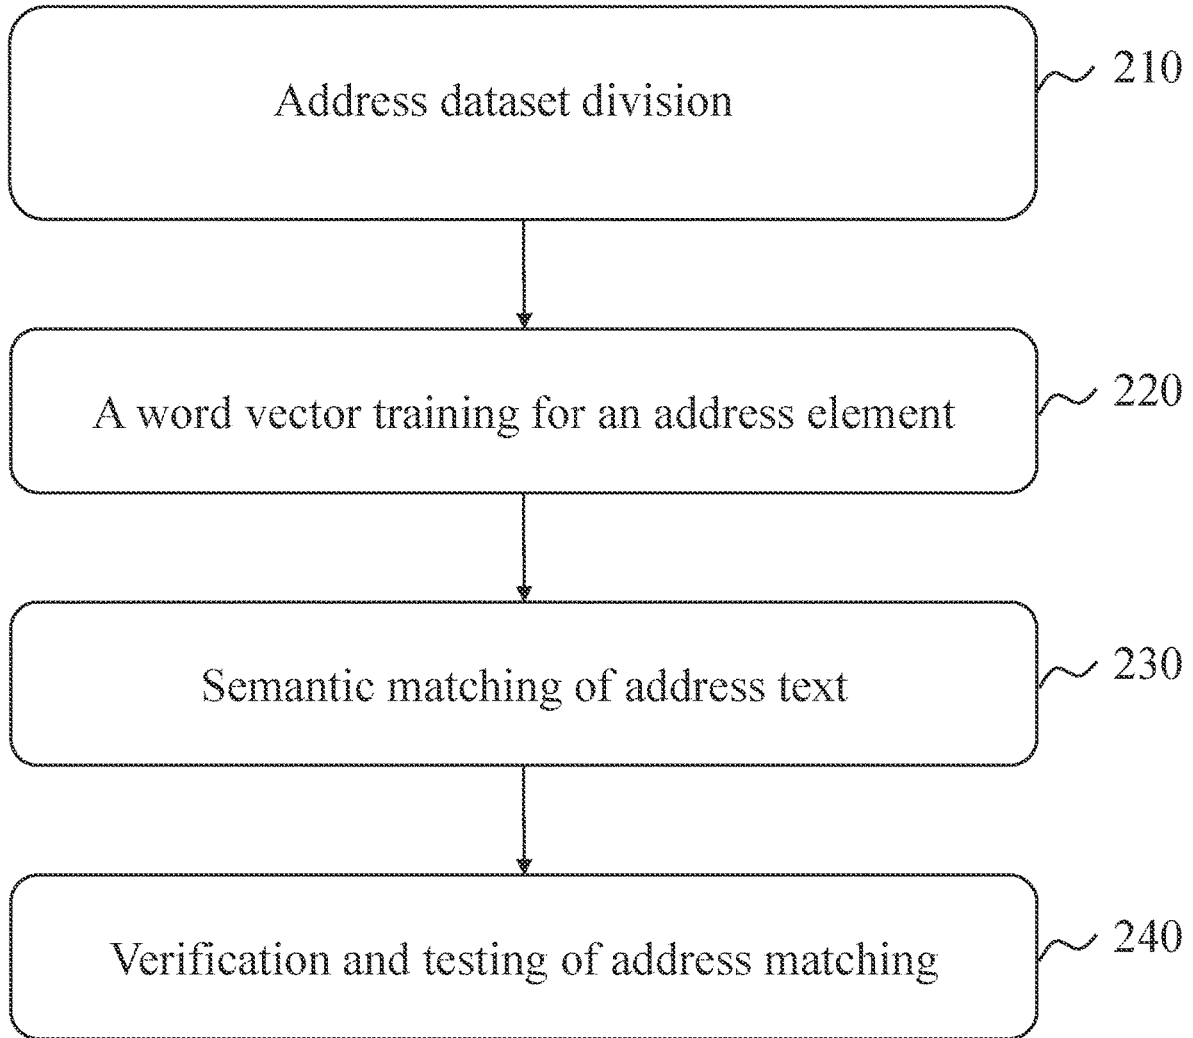 Address dataset division
210
A word vector training for an address element
220
Semantic matching of address text
230
Verification and testing of address matching
240